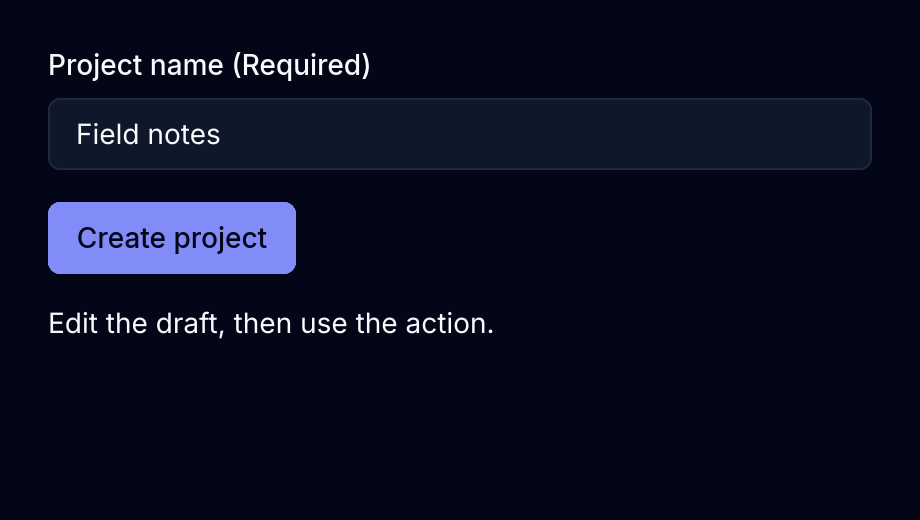 Project name (Required)
Field notes
Create project
Edit the draft, then use the action.